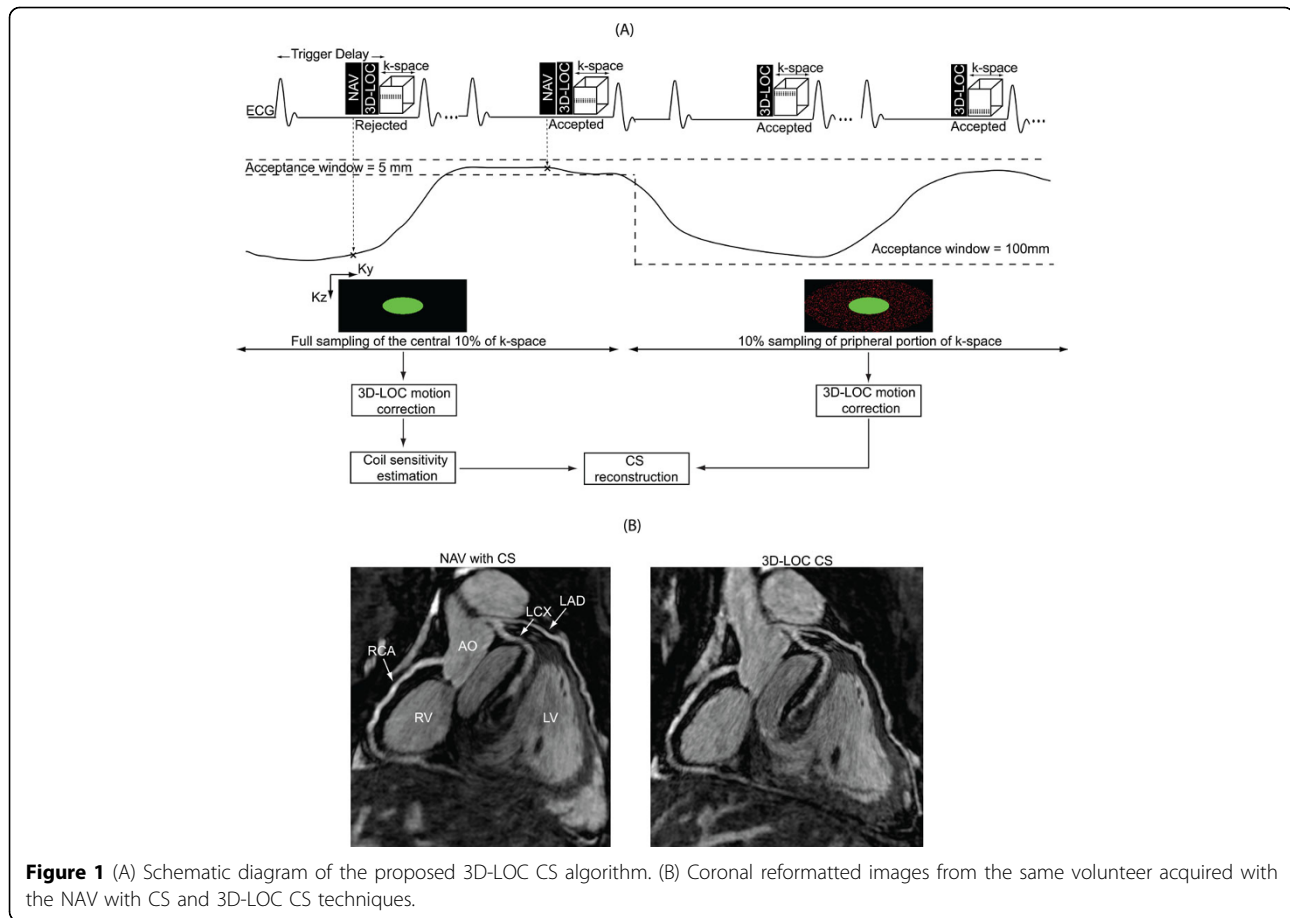 (A)
Trigger Delay
k-space
k-space
k-space
k-space
NAV
3D-LOC
NAV
3D-LOC
3D-LOC
3D-LOC
ECG
Rejected
...
Accepted
Accepted
...
Accepted
...
Acceptance window = 5 mm
Acceptance window = 100mm
Ky
Kz
Full sampling of the central 10% of k-space
10% sampling of pripheral portion of k-space
3D-LOC motion
correction
3D-LOC motion
correction
Coil sensitivity
estimation
CS
reconstruction
(B)
NAV with CS
3D-LOC CS
LAD
LCX
AO
RCA
RV
LV
Figure 1 (A) Schematic diagram of the proposed 3D-LOC CS algorithm. (B) Coronal reformatted images from the same volunteer acquired with
the NAV with CS and 3D-LOC CS techniques.